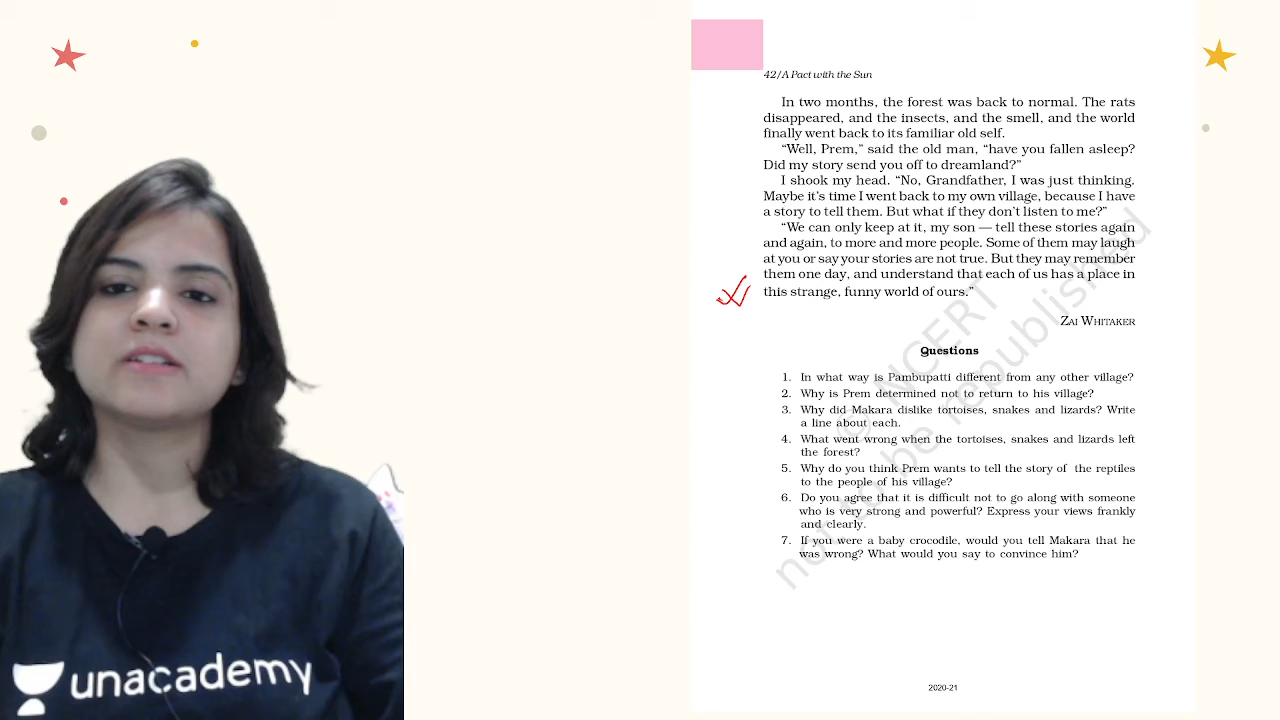 42/A Pact with the Sun
In two months, the forest was back to normal. The rats
disappeared, and the insects, and the smell, and the world
finally went back to its familiar old self.
“Well, Prem,” said the old man, “have you fallen asleep?
Did my story send you off to dreamland?”
I shook my head. “No, Grandfather, I was just thinking.
Maybe it’s time I went back to my own village, because I have
a story to tell them. But what if they don’t listen to me?”
“We can only keep at it, my son — tell these stories again
and again, to more and more people. Some of them may laugh
at you or say your stories are not true. But they may remember
them one day, and understand that each of us has a place in
this strange, funny world of ours.”
ZAI WHITAKER
Questions
1. In what way is Pambupatti different from any other village?
2. Why is Prem determined not to return to his village?
3. Why did Makara dislike tortoises, snakes and lizards? Write
a line about each.
4. What went wrong when the tortoises, snakes and lizards left
the forest?
5. Why do you think Prem wants to tell the story of the reptiles
to the people of his village?
6. Do you agree that it is difficult not to go along with someone
who is very strong and powerful? Express your views frankly
and clearly.
7. If you were a baby crocodile, would you tell Makara that he
was wrong? What would you say to convince him?
© NCERT
not to be republished
2020-21
unacademy